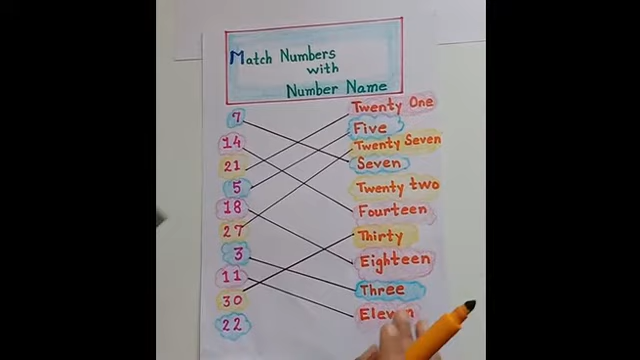 Match Numbers
with
Number Name
7 Twenty One
14 Five
21 Twenty Seven
5 Seven
18 Twenty two
27 Fourteen
3 Thirty
11 Eighteen
30 Three
22 Eleven